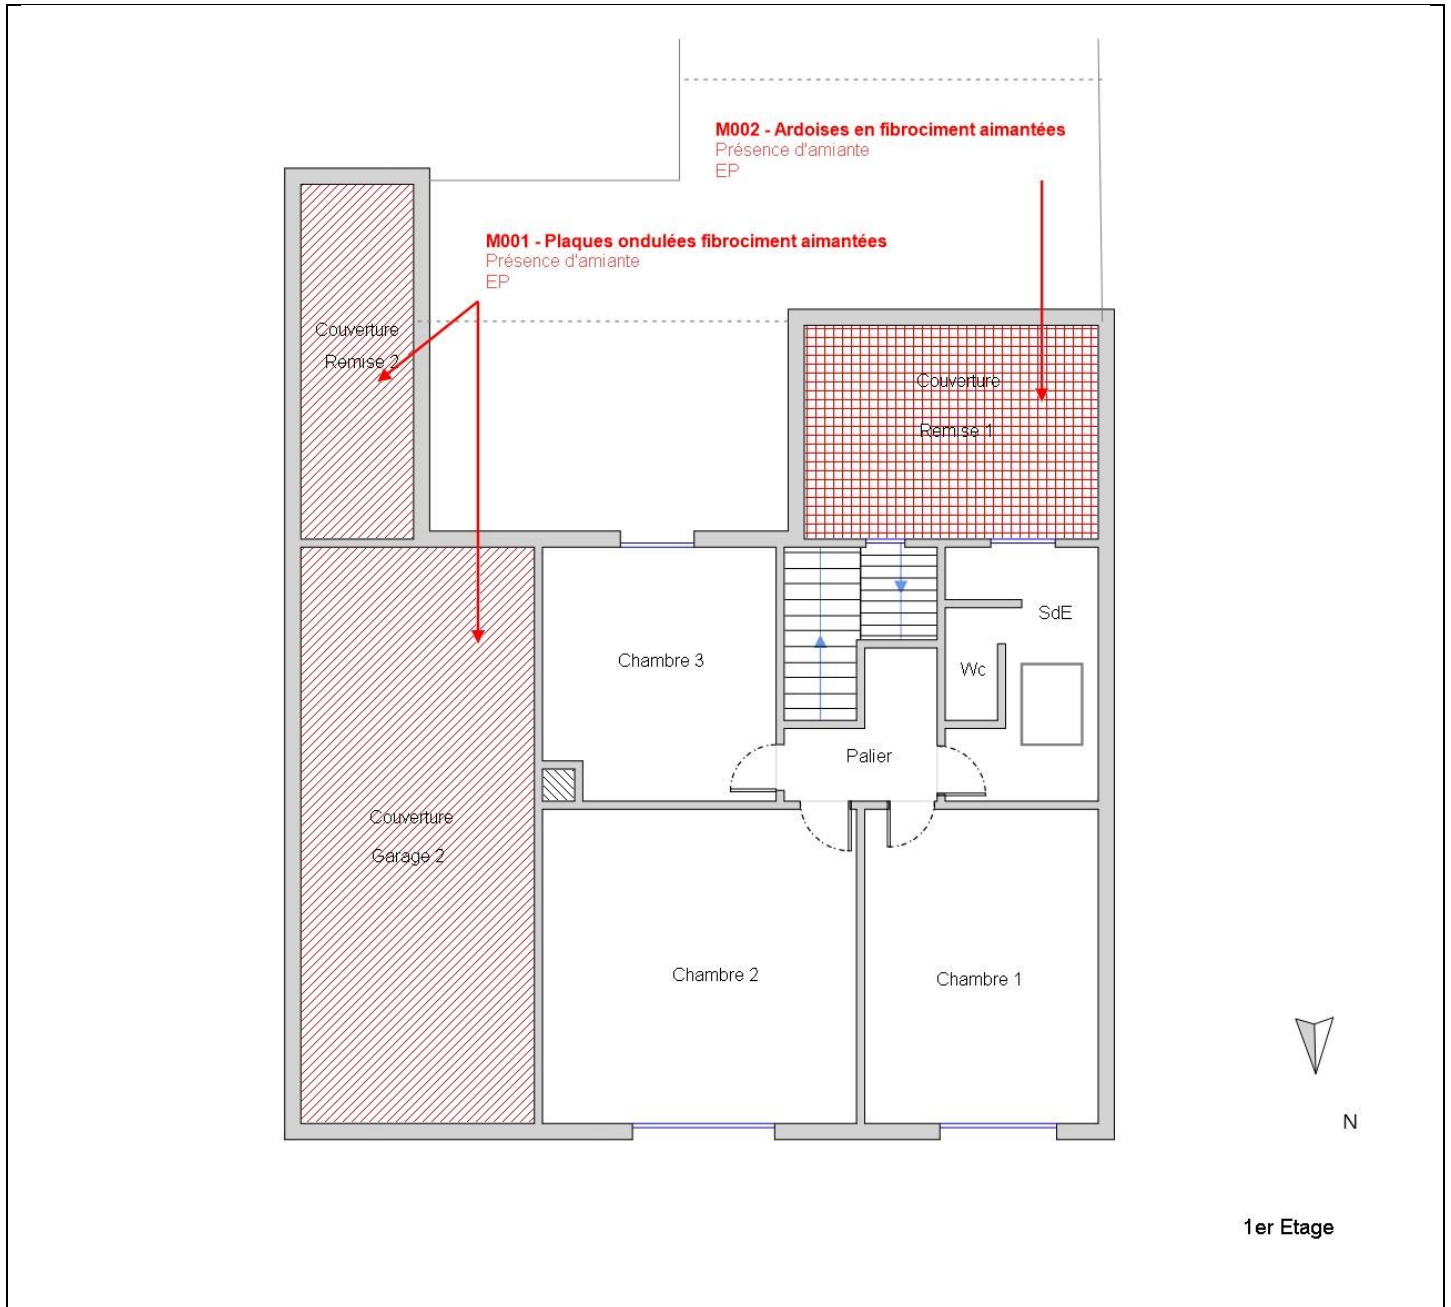 M002 - Ardoises en fibrociment aimantées
Présence d'amiante
EP
M001 - Plaques ondulées fibrociment aimantées
Présence d'amiante
EP
Couverture
Remise 2
Couverture
Remise 1
SdE
Chambre 3
Wc
Palier
Couverture
Garage 2
Chambre 2
Chambre 1
N
1er Etage